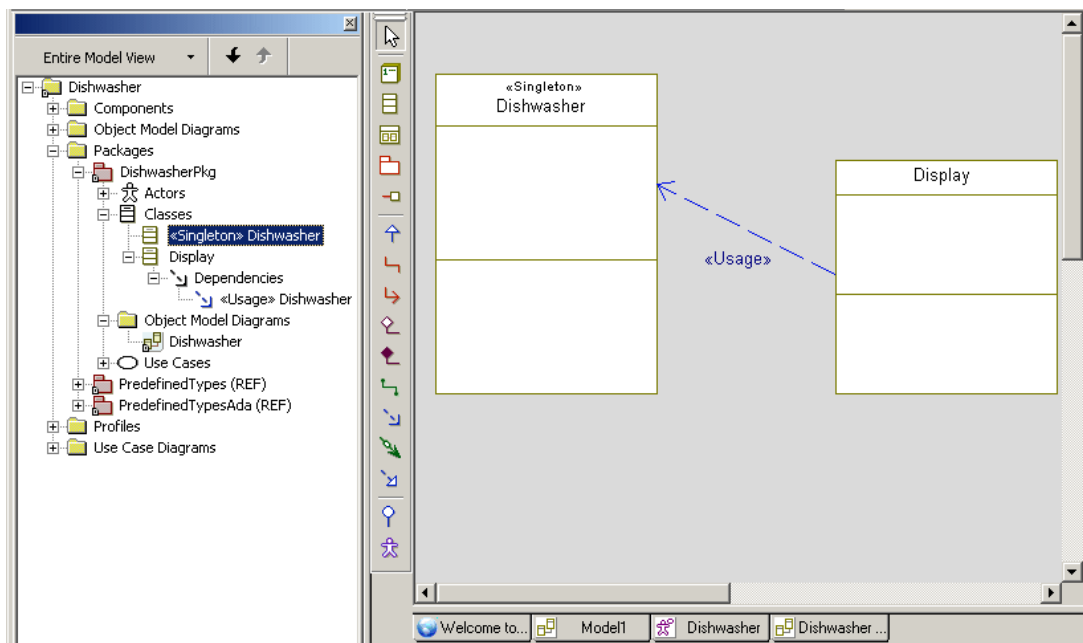 Entire Model View
Dishwasher
Components
Object Model Diagrams
Packages
DishwasherPkg
Actors
Classes
«Singleton» Dishwasher
Display
Dependencies
«Usage» Dishwasher
Object Model Diagrams
Dishwasher
Use Cases
PredefinedTypes (REF)
PredefinedTypesAda (REF)
Profiles
Use Case Diagrams
«Singleton»
Dishwasher
Display
«Usage»
Welcome to...
Model1
Dishwasher
Dishwasher ...